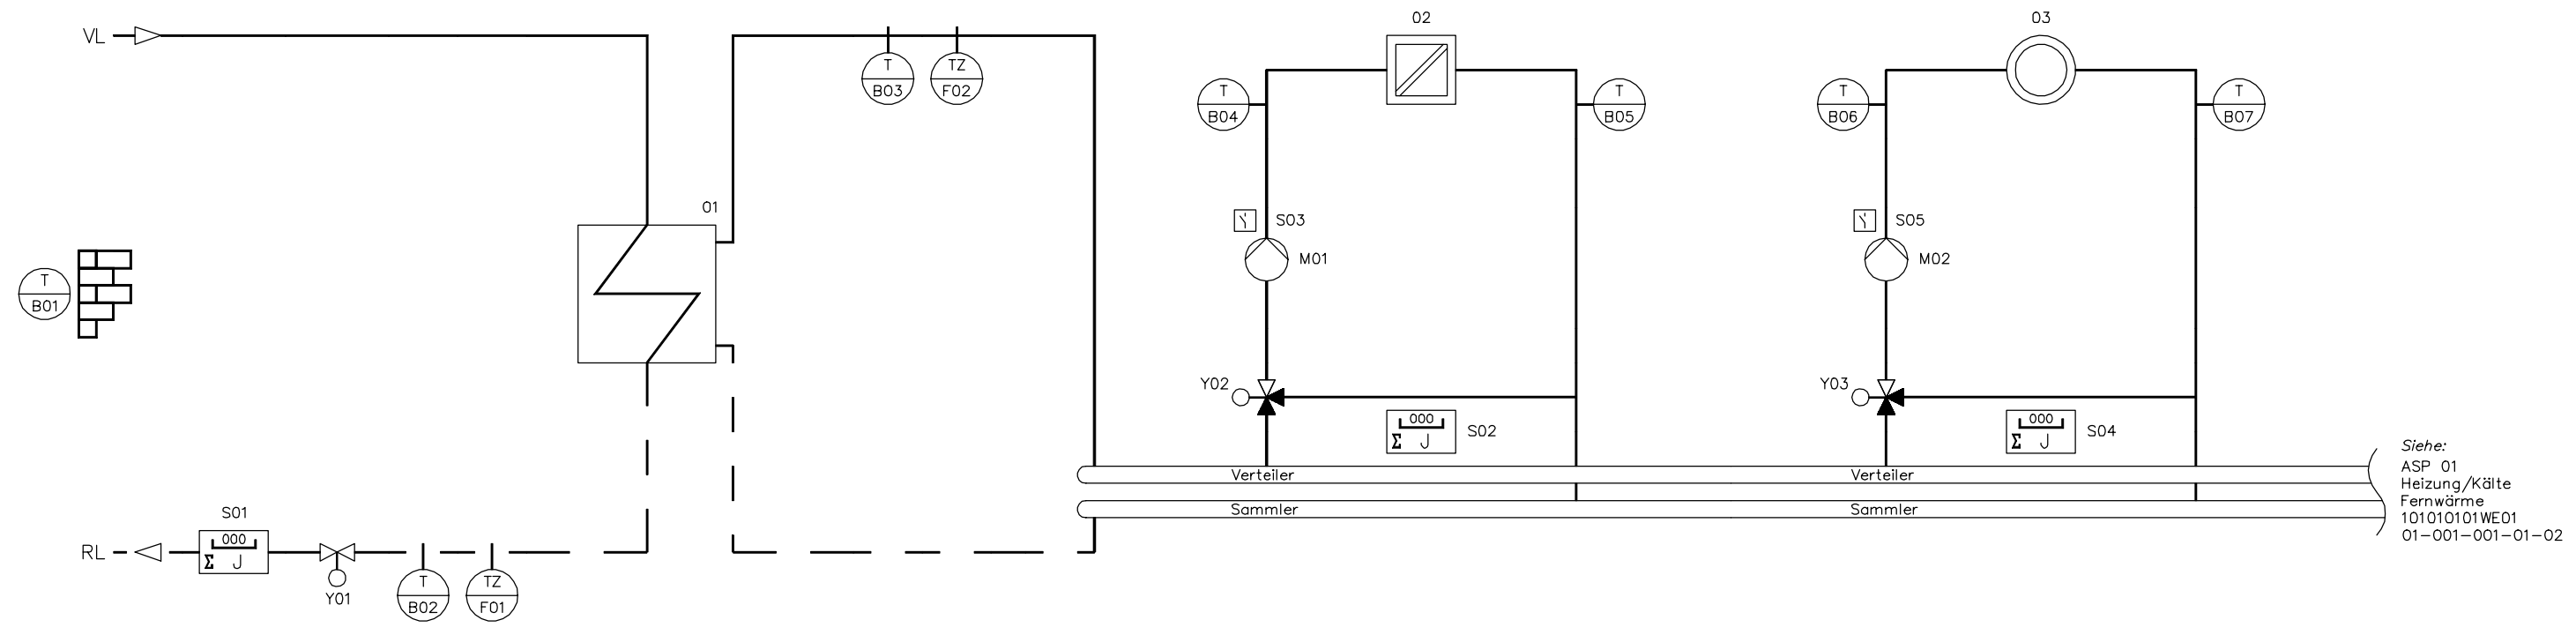 VL
T
B03
TZ
F02
02
T
B04
T
B05
03
T
B06
T
B07
01
S03
M01
S05
M02
T
B01
Y02
000
Σ J
S02
Y03
000
Σ J
S04
Verteiler
Verteiler
Sammler
Sammler
Siehe:
ASP 01
Heizung/Kälte
Fernwärme
101010101WE01
01-001-001-01-02
S01
RL
000
Σ J
Y01
T
B02
TZ
F01